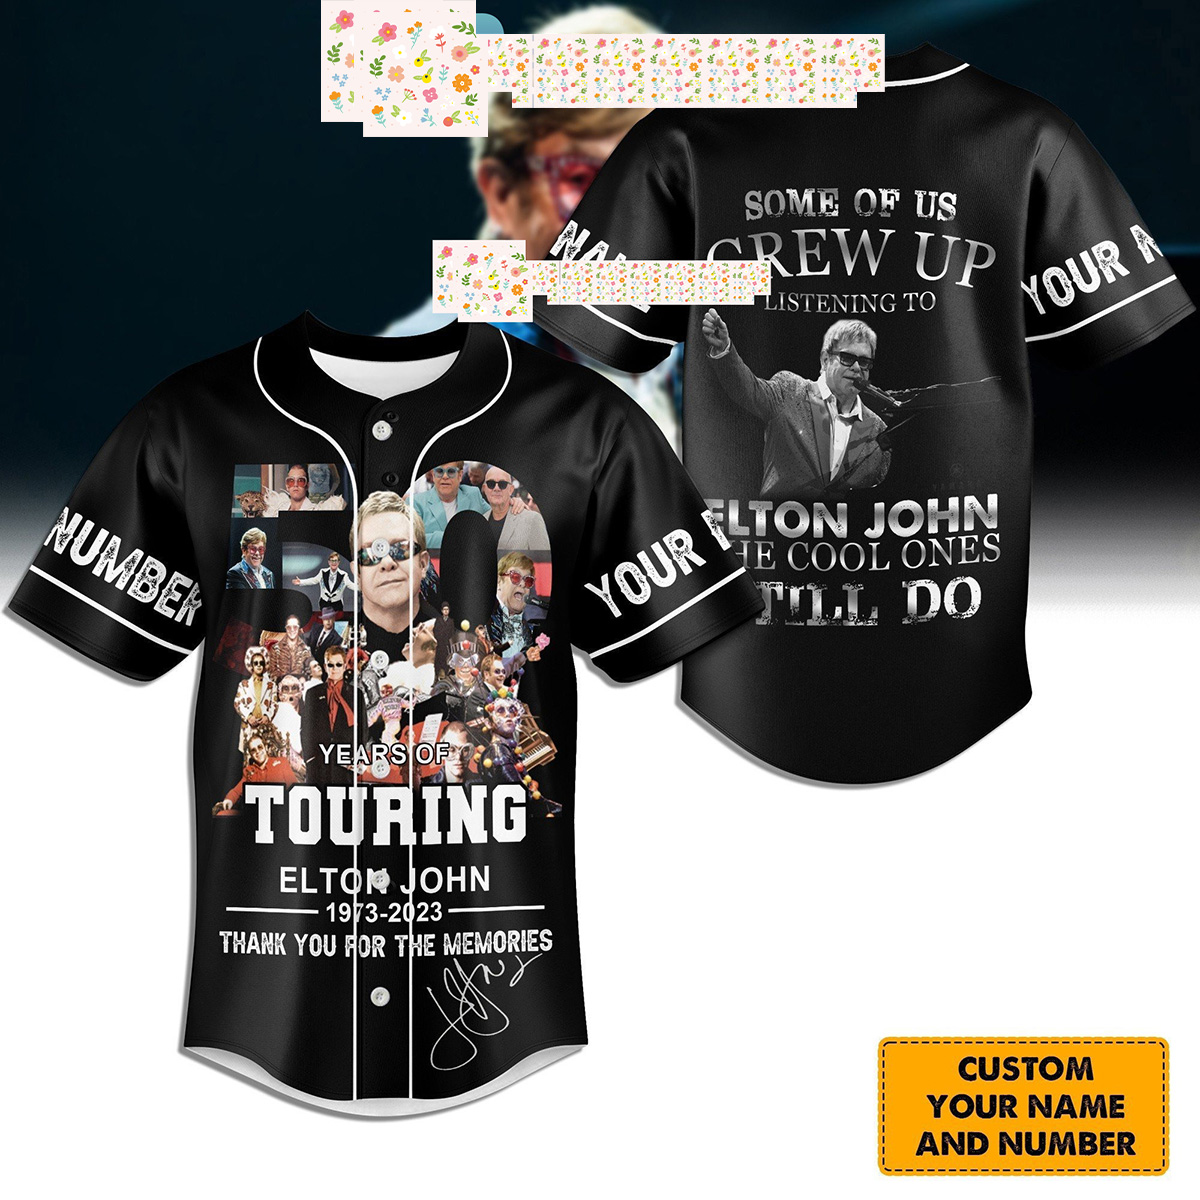 SOME OF US
GREW UP
LISTENING TO
ELTON JOHN
THE COOL ONES
STILL DO
NAME
YOUR N
NUMBER
YOUR N
50
YEARS OF
TOURING
ELTON JOHN
1973-2023
THANK YOU FOR THE MEMORIES
CUSTOM
YOUR NAME
AND NUMBER